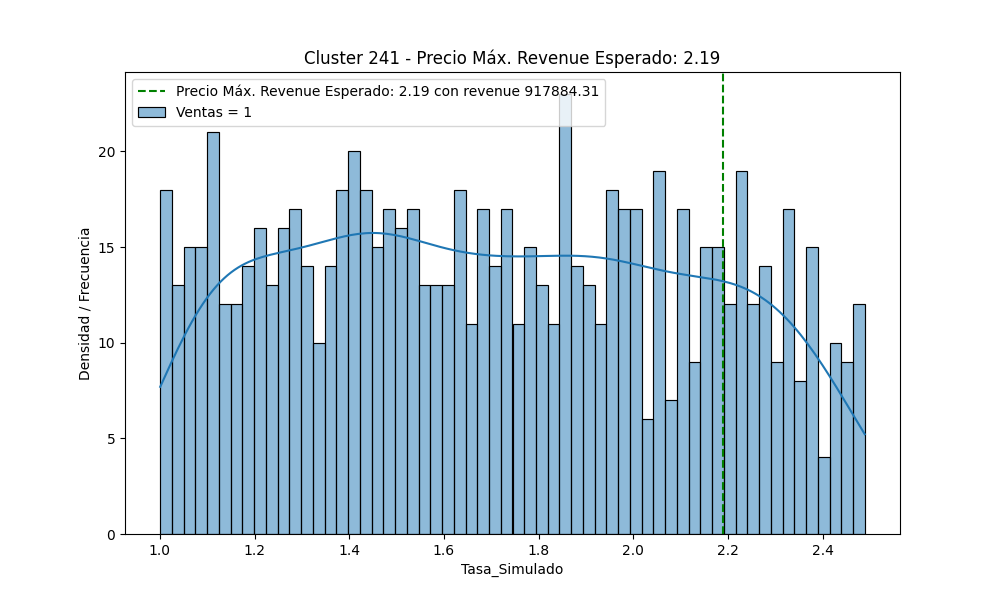 Cluster 241 - Precio Máx. Revenue Esperado: 2.19
Precio Máx. Revenue Esperado: 2.19 con revenue 917884.31
Ventas = 1
Densidad / Frecuencia
20
15
10
5
0
1.0 1.2 1.4 1.6 1.8 2.0 2.2 2.4
Tasa_Simulado